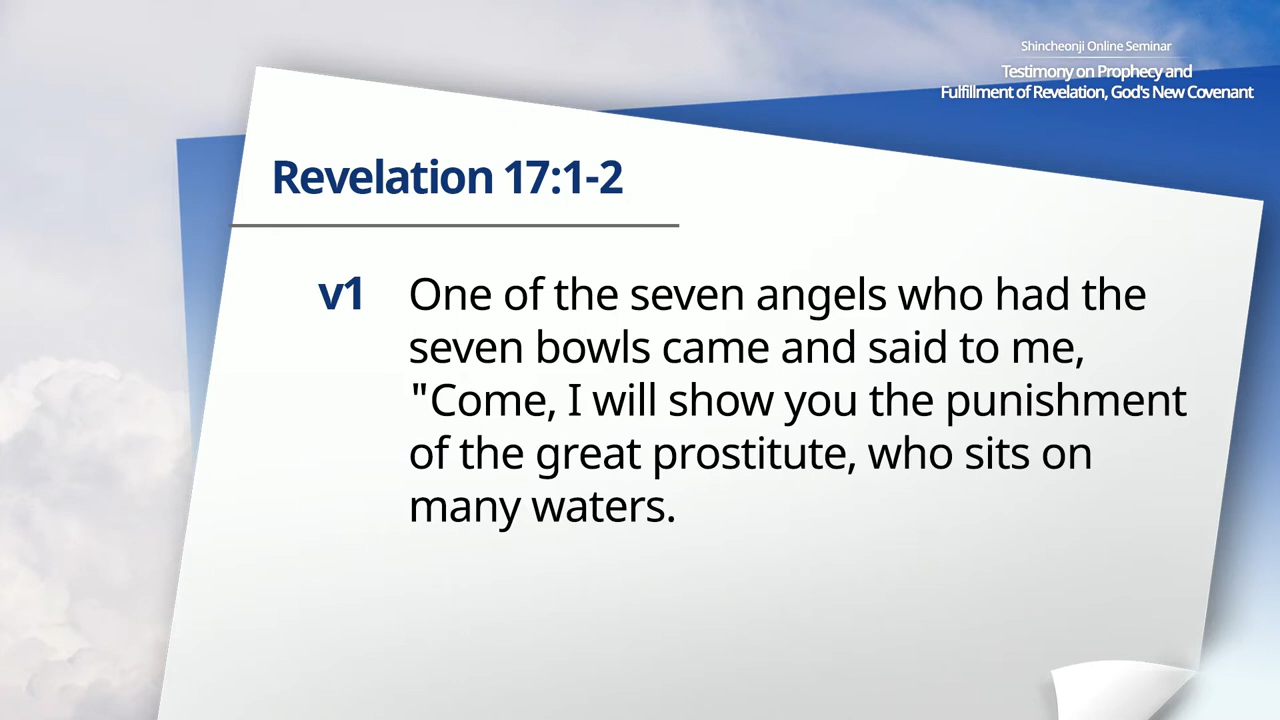 Shincheonji Online Seminar
Testimony on Prophecy and
Fulfillment of Revelation, God's New Covenant
Revelation 17:1-2
v1 One of the seven angels who had the
seven bowls came and said to me,
"Come, I will show you the punishment
of the great prostitute, who sits on
many waters.